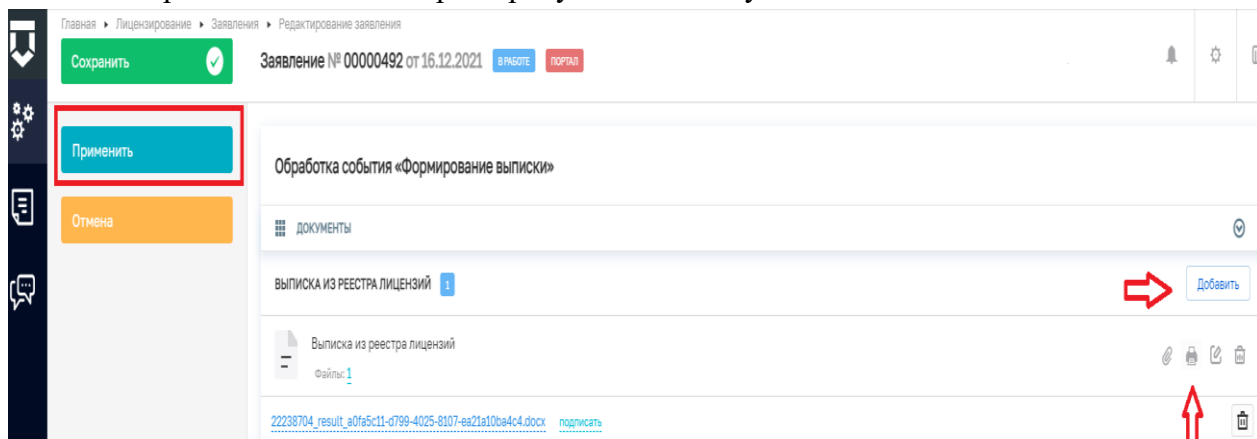 Главная ▸ Лицензирование ▸ Заявления ▸ Редактирование заявления
Сохранить
Заявление № 00000492 от 16.12.2021 В РАБОТЕ ПОРТАЛ
Применить
Обработка события «Формирование выписки»
Отмена
ДОКУМЕНТЫ
ВЫПИСКА ИЗ РЕЕСТРА ЛИЦЕНЗИЙ 1
Добавить
Выписка из реестра лицензий
Файлы: 1
22238704_result_a0fa5c11-d799-4025-8107-ea21a10ba4c4.docx подписать